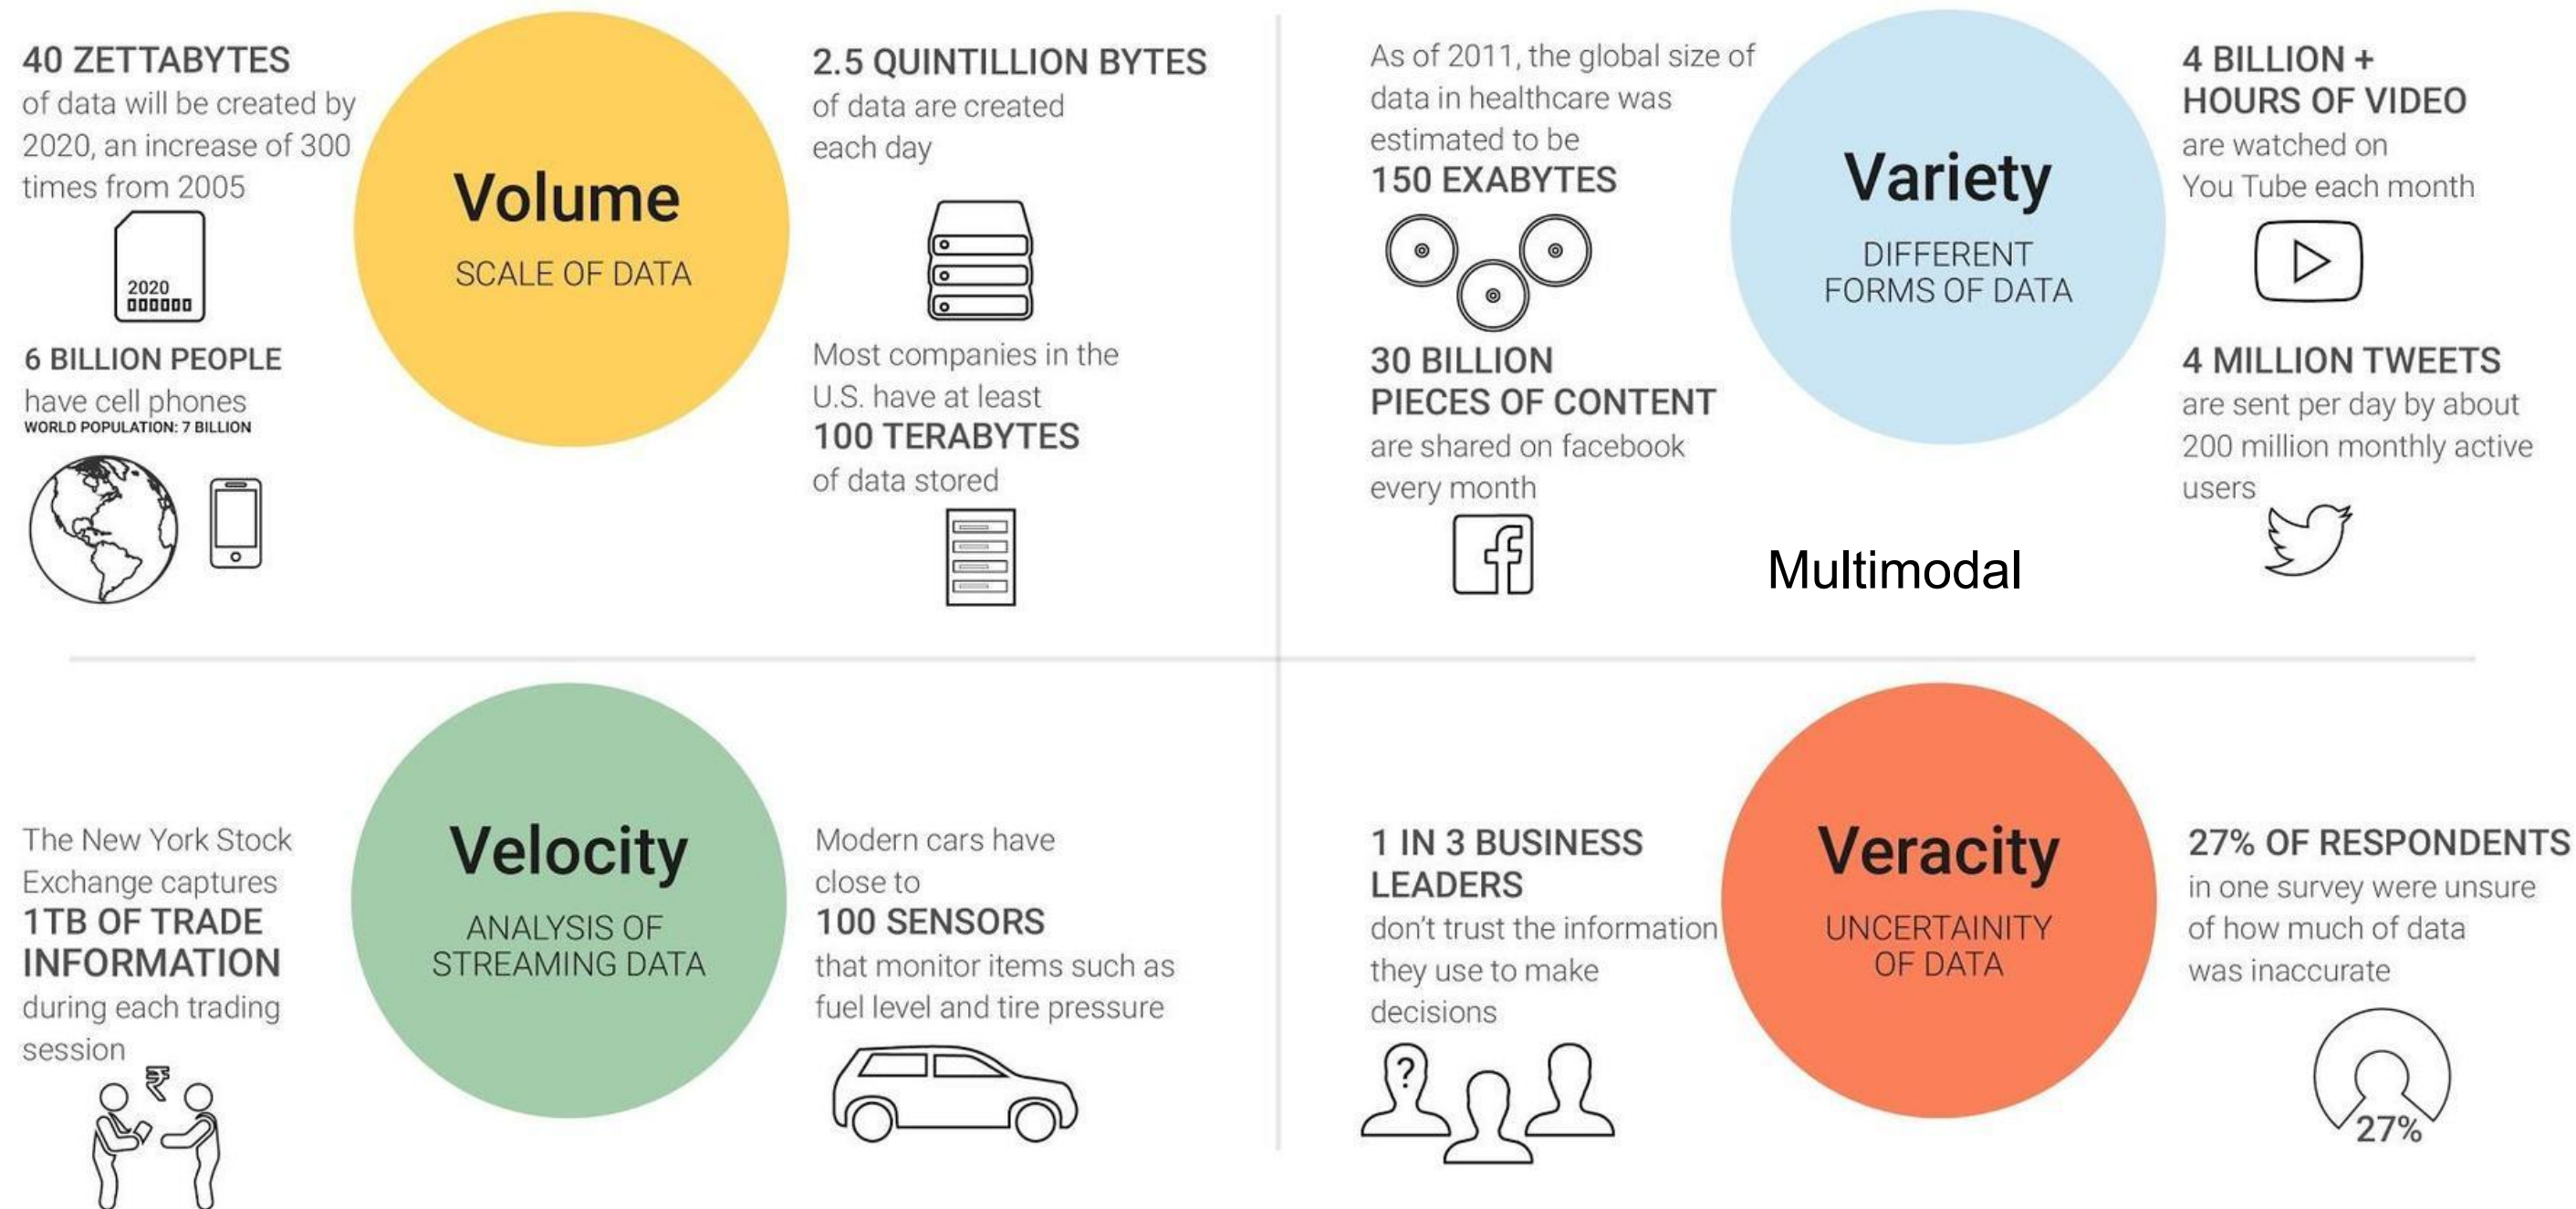 40 ZETTABYTES
of data will be created by
2020, an increase of 300
times from 2005
2020
6 BILLION PEOPLE
have cell phones
WORLD POPULATION: 7 BILLION
Volume
SCALE OF DATA
2.5 QUINTILLION BYTES
of data are created
each day
Most companies in the
U.S. have at least
100 TERABYTES
of data stored
As of 2011, the global size of
data in healthcare was
estimated to be
150 EXABYTES
30 BILLION
PIECES OF CONTENT
are shared on facebook
every month
f
Variety
DIFFERENT
FORMS OF DATA
Multimodal
4 BILLION +
HOURS OF VIDEO
are watched on
You Tube each month
4 MILLION TWEETS
are sent per day by about
200 million monthly active
users
The New York Stock
Exchange captures
1TB OF TRADE
INFORMATION
during each trading
session
₹
Velocity
ANALYSIS OF
STREAMING DATA
Modern cars have
close to
100 SENSORS
that monitor items such as
fuel level and tire pressure
1 IN 3 BUSINESS
LEADERS
don't trust the information
they use to make
decisions
?
Veracity
UNCERTAINITY
OF DATA
27% OF RESPONDENTS
in one survey were unsure
of how much of data
was inaccurate
27%